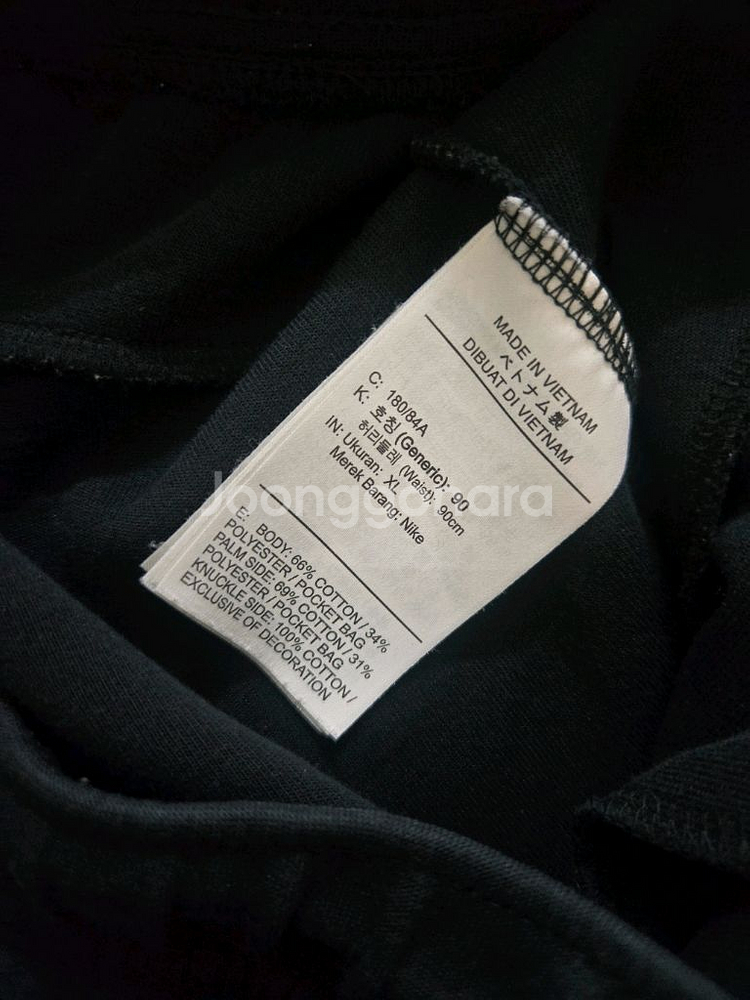 MADE IN VIETNAM
ベトナム製
DIBUAT DI VIETNAM
C: 180/84A
K: 호칭 (Generic): 90
허리둘레 (Waist): 90cm
IN: Ukuran: XL
Merek Barang: Nike
Joonggonara
E: BODY: 66% COTTON / 34%
POLYESTER / POCKET BAG
PALM SIDE: 69% COTTON / 31%
POLYESTER / POCKET BAG
KNUCKLE SIDE: 100% COTTON /
EXCLUSIVE OF DECORATION